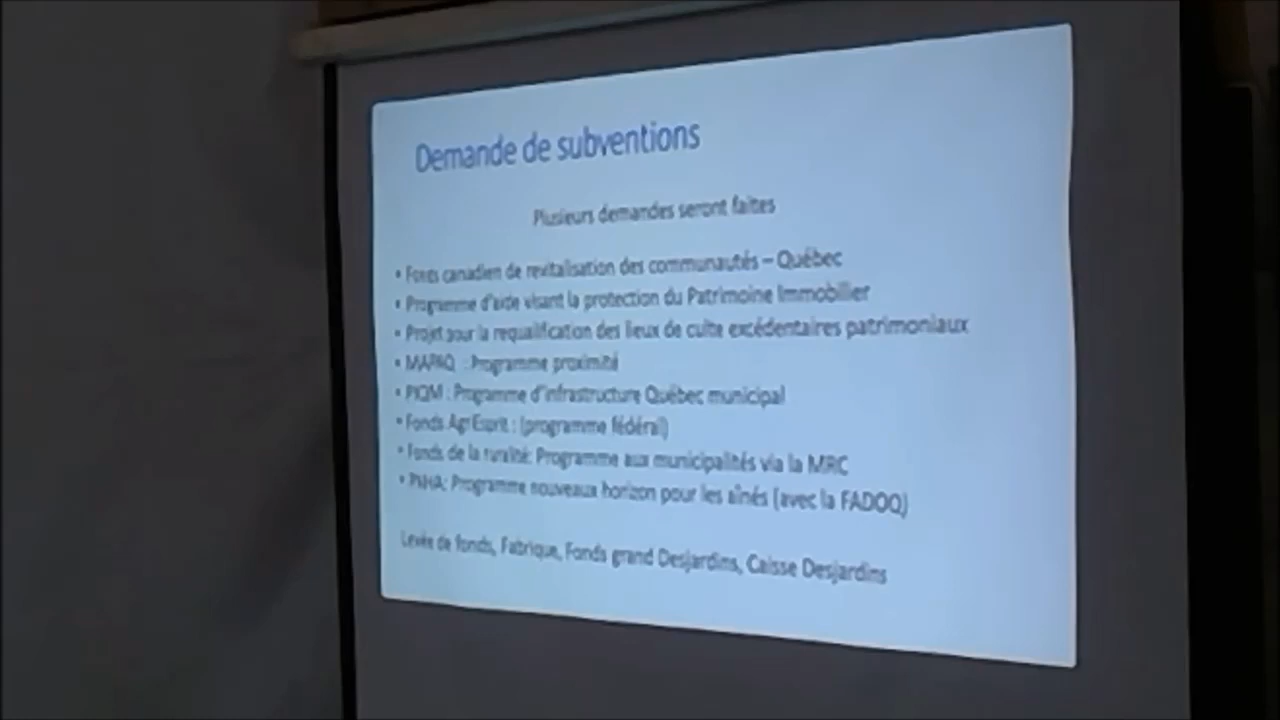 Demande de subventions
Plusieurs demandes seront faites
• Fonds canadien de revitalisation des communautés – Québec
• Programme d'aide visant la protection du Patrimoine Immobilier
• Projet pour la requalification des lieux de culte excédentaires patrimoniaux
• MAPAQ : Programme proximité
• PIQM : Programme d'infrastructure Québec municipal
• Fonds AgrEsprit : (programme fédéral)
• Fonds de la ruralité: Programme aux municipalités via la MRC
• PNHA: Programme nouveaux horizon pour les aînés (avec la FADOQ)
Levée de fonds, Fabrique, Fonds grand Desjardins, Caisse Desjardins